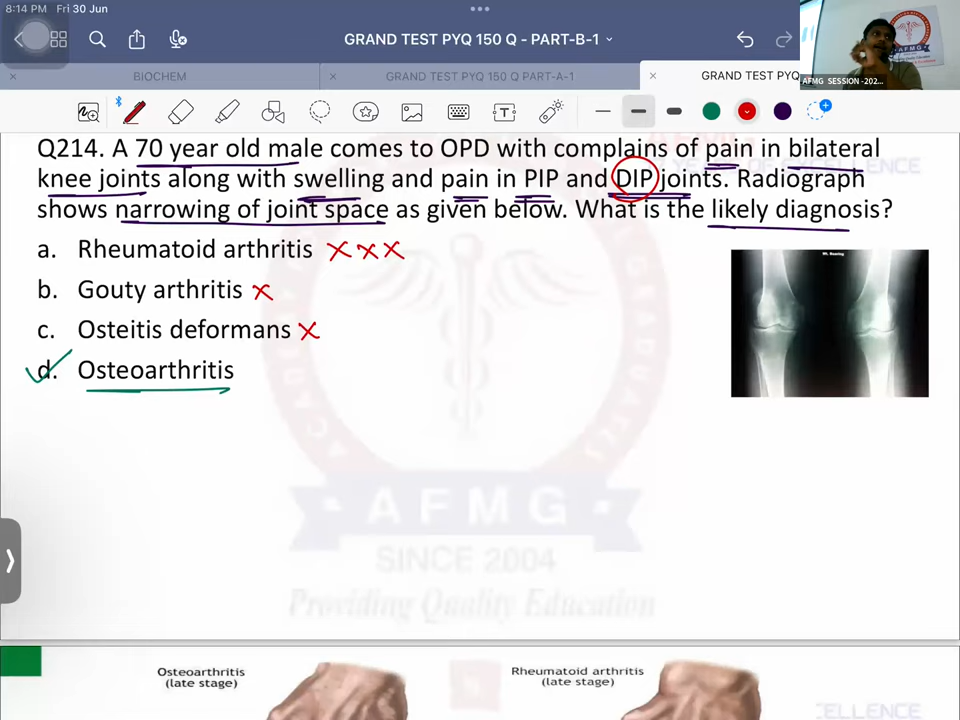 8:14 PM Fri 30 Jun
GRAND TEST PYQ 150 Q - PART-B-1
BIOCHEM
GRAND TEST PYQ 150 Q PART-A-1
GRAND TEST PYQ
AFMG
AFMG SESSION -202...
Q214. A 70 year old male comes to OPD with complains of pain in bilateral
knee joints along with swelling and pain in PIP and DIP joints. Radiograph
shows narrowing of joint space as given below. What is the likely diagnosis?
a. Rheumatoid arthritis
b. Gouty arthritis
c. Osteitis deformans
d. Osteoarthritis
AFMG
SINCE 2004
Providing Quality Education
Osteoarthritis
(late stage)
Rheumatoid arthritis
(late stage)